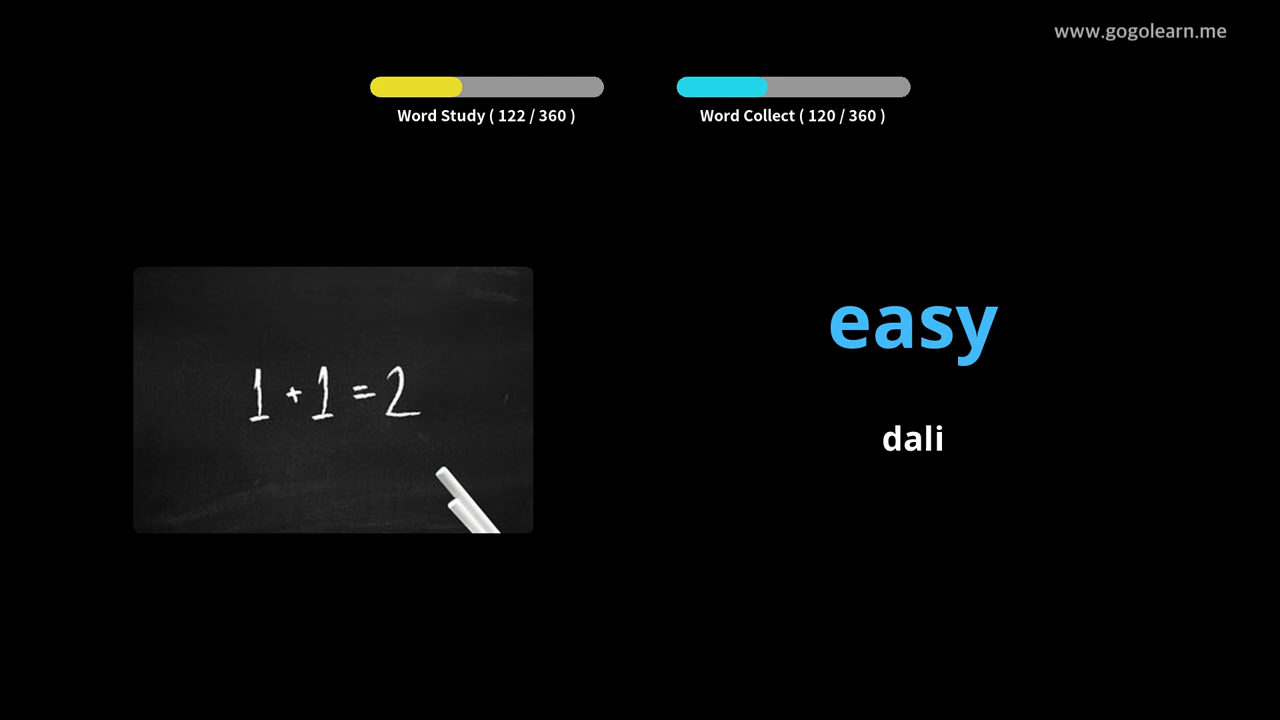 www.gogolearn.me
Word Study ( 122 / 360 )
Word Collect ( 120 / 360 )
1 + 1 = 2
easy
dali